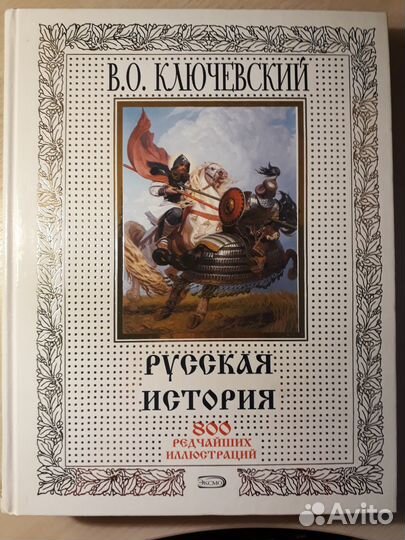 В.О. КЛЮЧЕВСКИЙ
РУССКАЯ
ИСТОРИЯ
800
РЕДЧАЙШИХ
ИЛЛЮСТРАЦИЙ
ЭКСМО
Avito